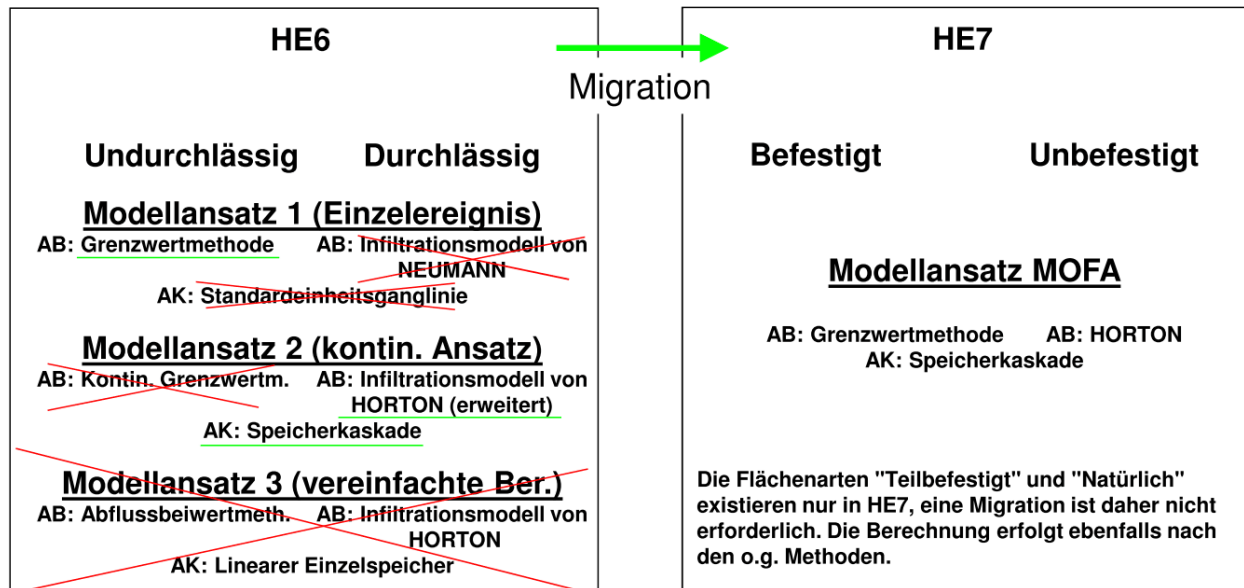 HE6
Migration
HE7
Undurchlässig Durchlässig
Modellansatz 1 (Einzelereignis)
AB: Grenzwertmethode AB: Infiltrationsmodell von
NEUMANN
AK: Standardeinheitsganglinie
Modellansatz 2 (kontin. Ansatz)
AB: Kontin. Grenzwertm. AB: Infiltrationsmodell von
HORTON (erweitert)
AK: Speicherkaskade
Modellansatz 3 (vereinfachte Ber.)
AB: Abflussbeiwertmeth. AB: Infiltrationsmodell von
HORTON
AK: Linearer Einzelspeicher
Befestigt Unbefestigt
Modellansatz MOFA
AB: Grenzwertmethode AB: HORTON
AK: Speicherkaskade
Die Flächenarten "Teilbefestigt" und "Natürlich"
existieren nur in HE7, eine Migration ist daher nicht
erforderlich. Die Berechnung erfolgt ebenfalls nach
den o.g. Methoden.